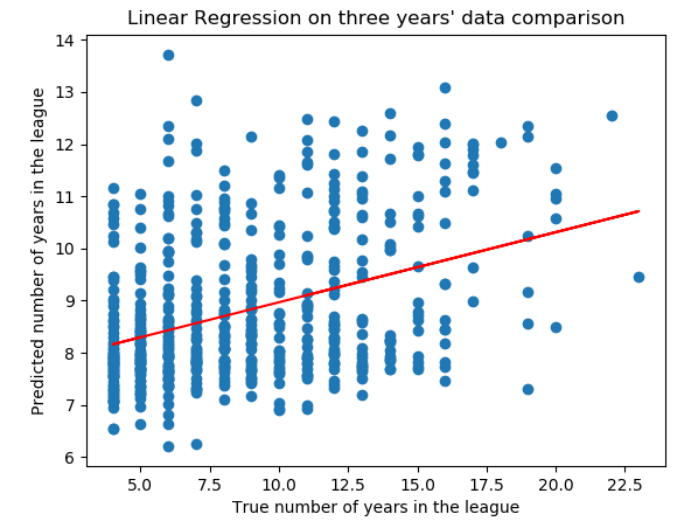 Linear Regression on three years' data comparison
14
13
12
11
10
9
8
7
6
Predicted number of years in the league
5.0 7.5 10.0 12.5 15.0 17.5 20.0 22.5
True number of years in the league